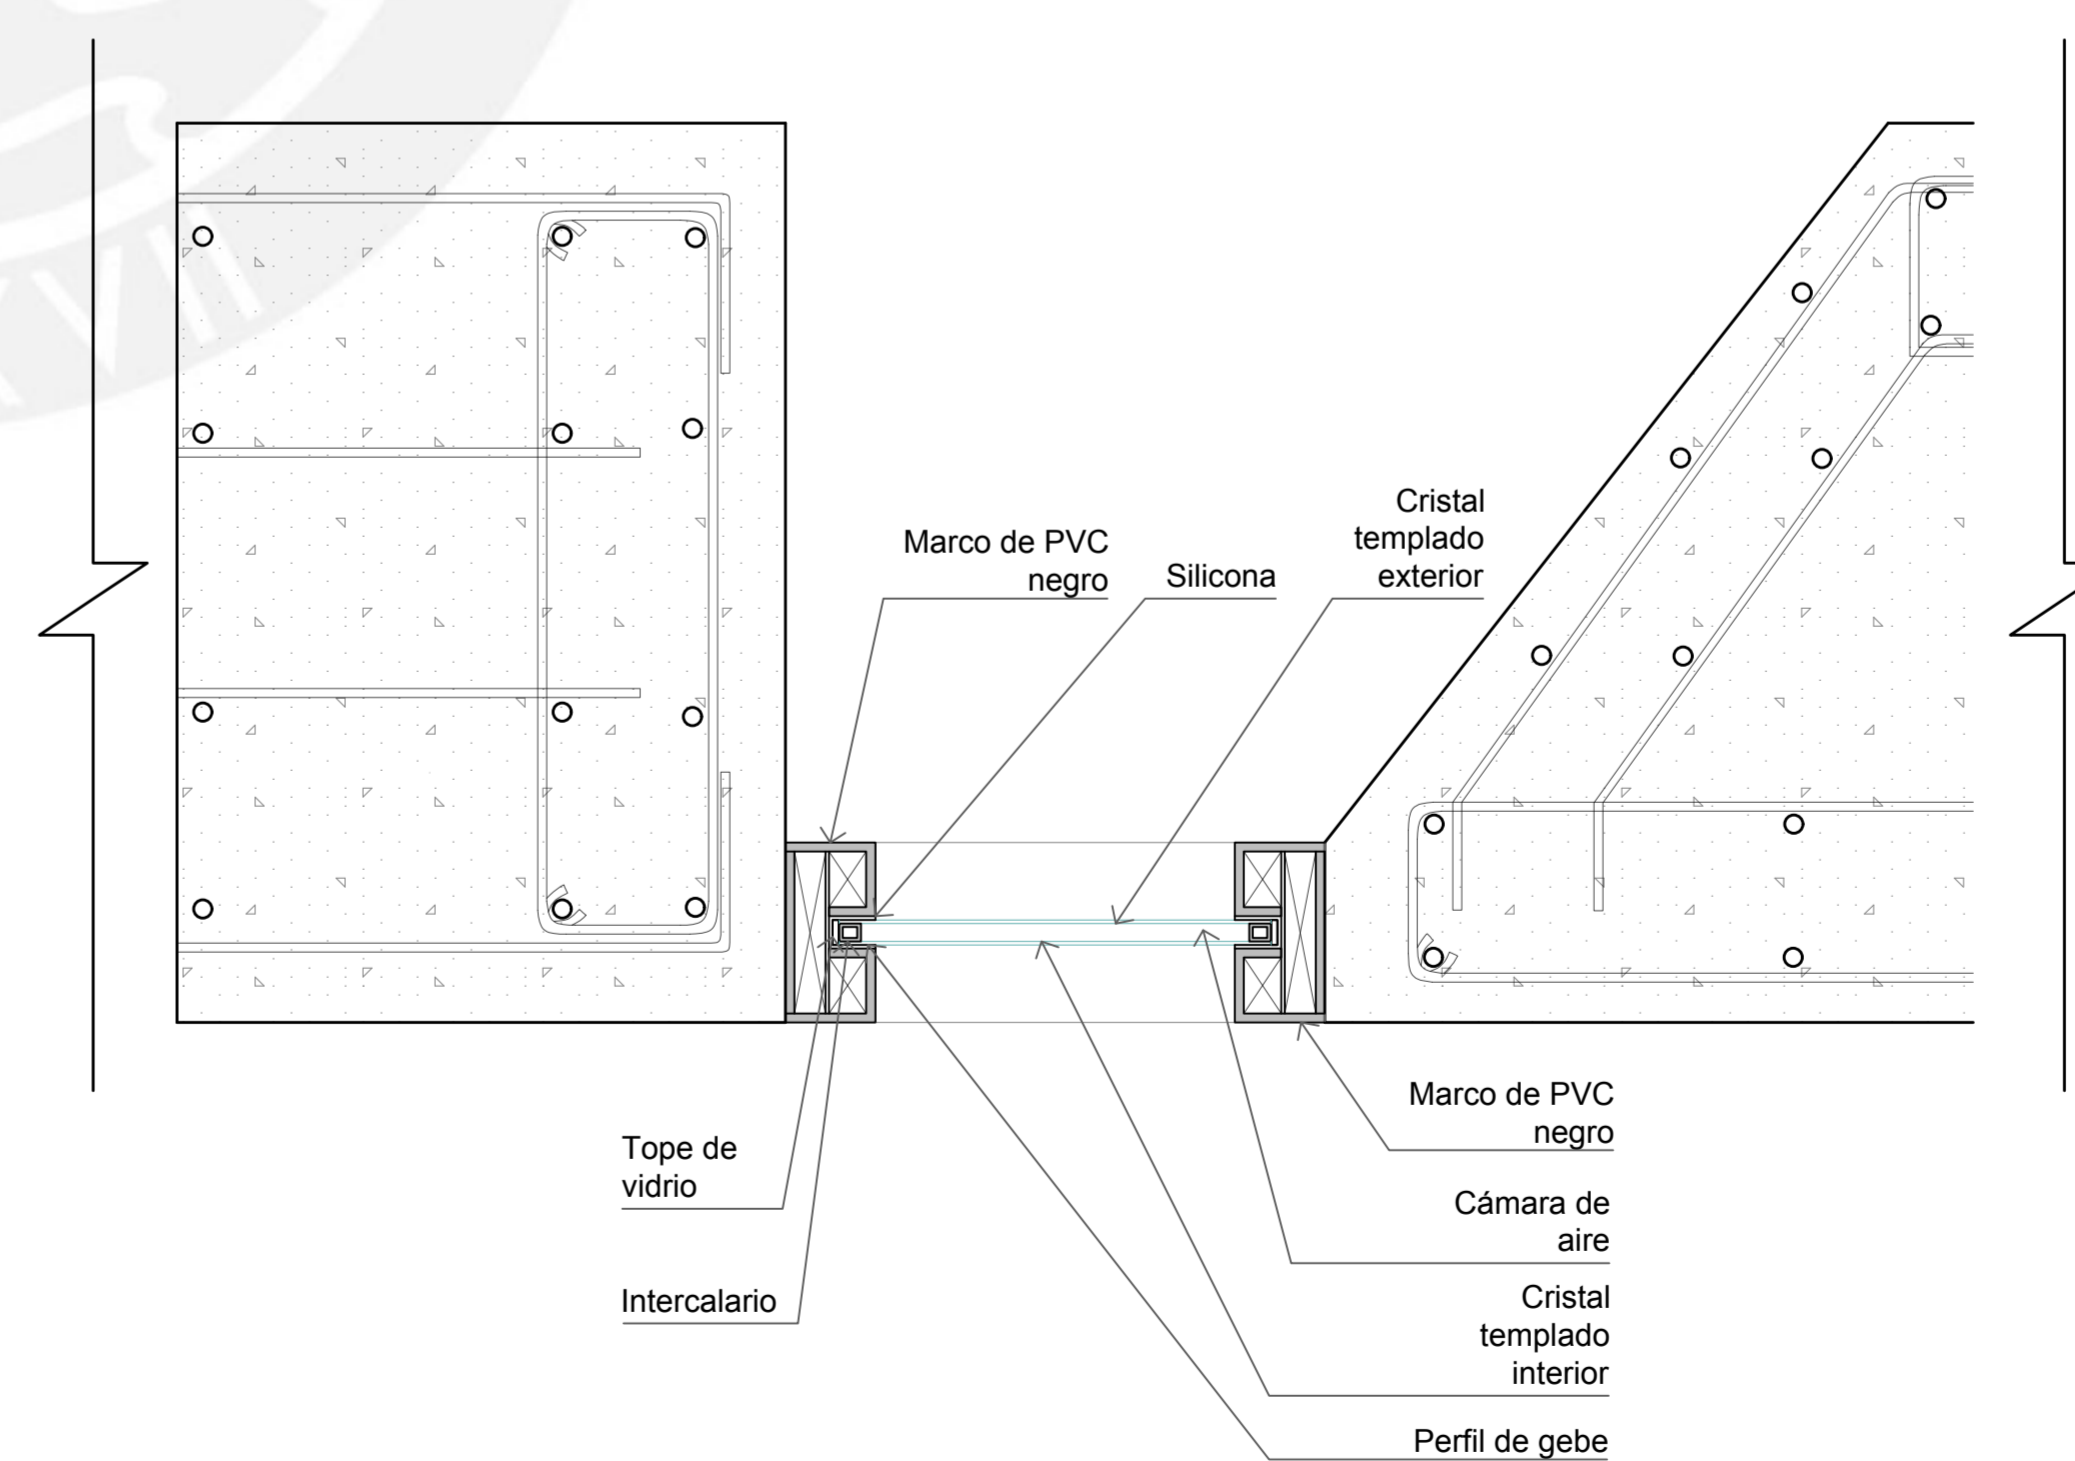 XVII
Cristal
templado
exterior
Marco de PVC
negro
Silicona
Marco de PVC
negro
Tope de
vidrio
Cámara de
aire
Intercalario
Cristal
templado
interior
Perfil de gebe